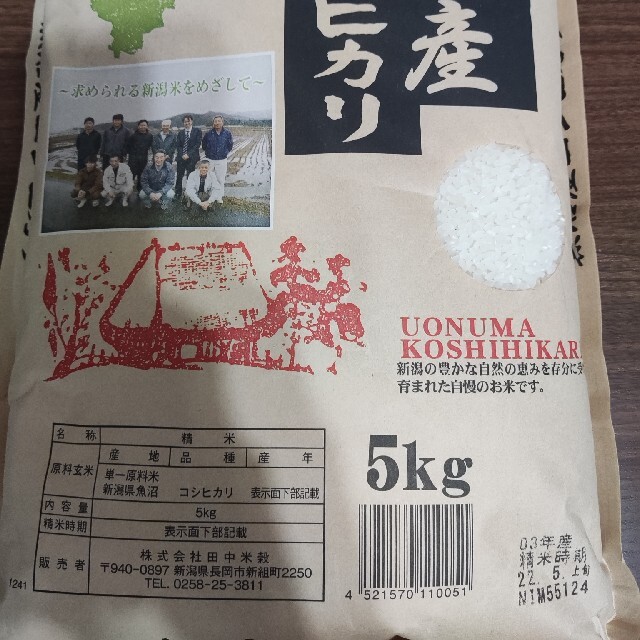 産
ヒカリ
～求められる新潟米をめざして～
UONUMA
KOSHIHIKAR
新潟の豊かな自然の恵みを存分に
育まれた自慢のお米です。
名称 精米
原料玄米 産地 品種 産年
単一原料米
新潟県魚沼 コシヒカリ 表示面下部記載
内容量 5kg
精米時期 表示面下部記載
販売者 株式会社田中米穀
〒940-0897 新潟県長岡市新組町2250
TEL. 0258-25-3811
1241
5kg
4 521570 110051
03年産
精米時期
22. 5. 上旬
NTM55124